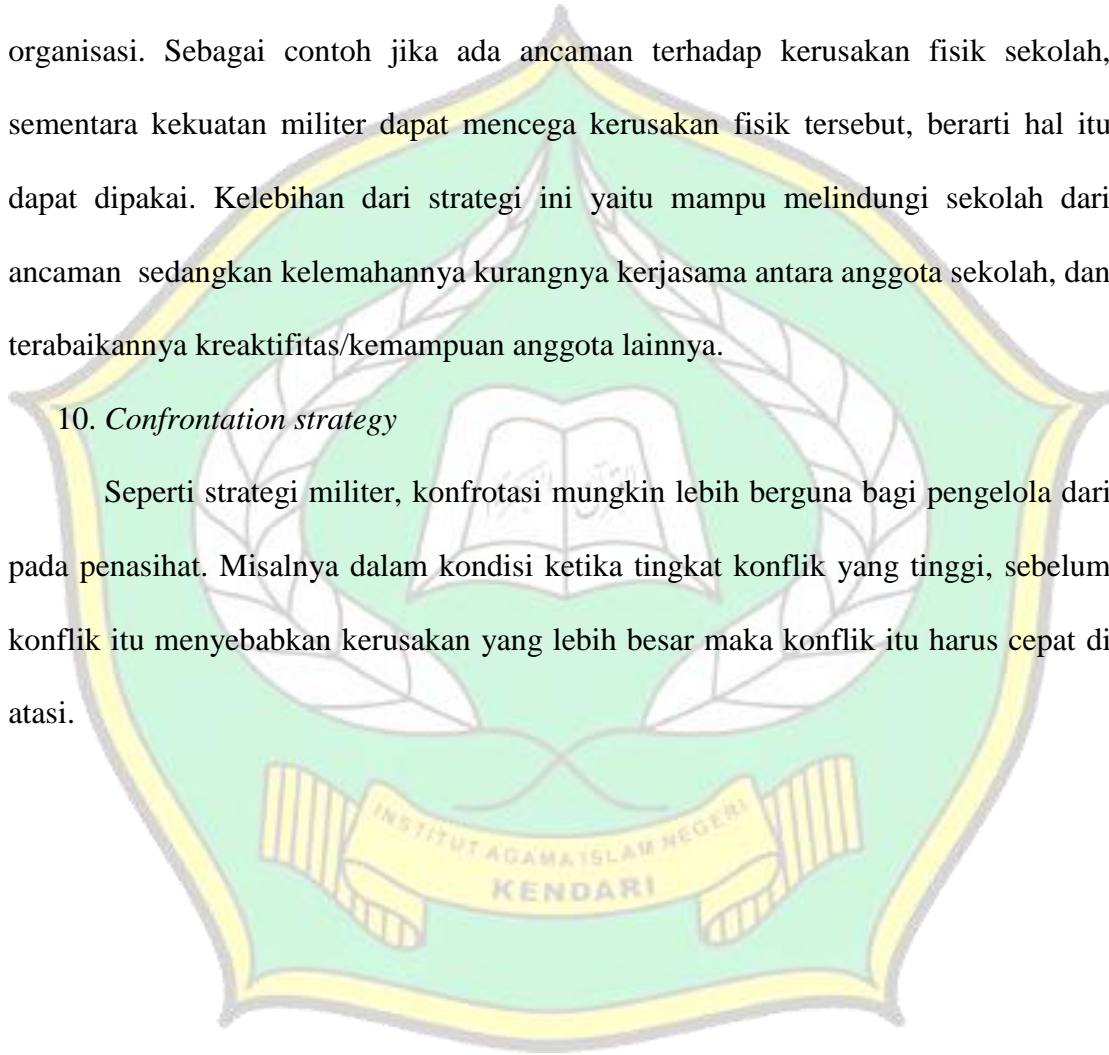 organisasi. Sebagai contoh jika ada ancaman terhadap kerusakan fisik sekolah,
sementara kekuatan militer dapat mencega kerusakan fisik tersebut, berarti hal itu
dapat dipakai. Kelebihan dari strategi ini yaitu mampu melindungi sekolah dari
ancaman sedangkan kelemahannya kurangnya kerjasama antara anggota sekolah, dan
terabaikannya kreaktifitas/kemampuan anggota lainnya.
10. Confrontation strategy
Seperti strategi militer, konfrotasi mungkin lebih berguna bagi pengelola dari
pada penasihat. Misalnya dalam kondisi ketika tingkat konflik yang tinggi, sebelum
konflik itu menyebabkan kerusakan yang lebih besar maka konflik itu harus cepat di
atasi.
INSTITUT AGAMA ISLAM NEGERI
KENDARI